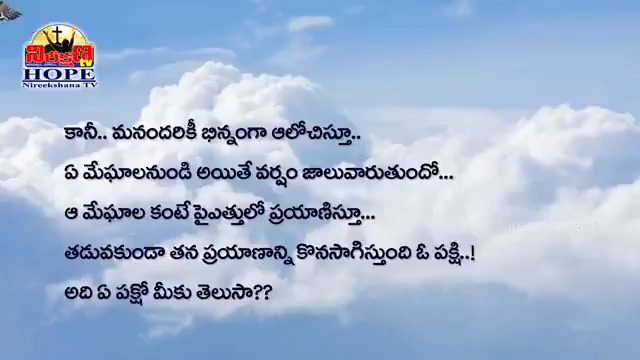 నిరీక్షణ
HOPE
Nireekshana TV
కానీ.. మనందరికీ భిన్నంగా ఆలోచిస్తూ..
ఏ మేఘాలనుండి అయితే వర్షం జాలువారుతుందో...
ఆ మేఘాల కంటే పైఎత్తులో ప్రయాణిస్తూ...
తడువకుండా తన ప్రయాణాన్ని కొనసాగిస్తుంది ఓ పక్షి..!
అది ఏ పక్షో మీకు తెలుసా??